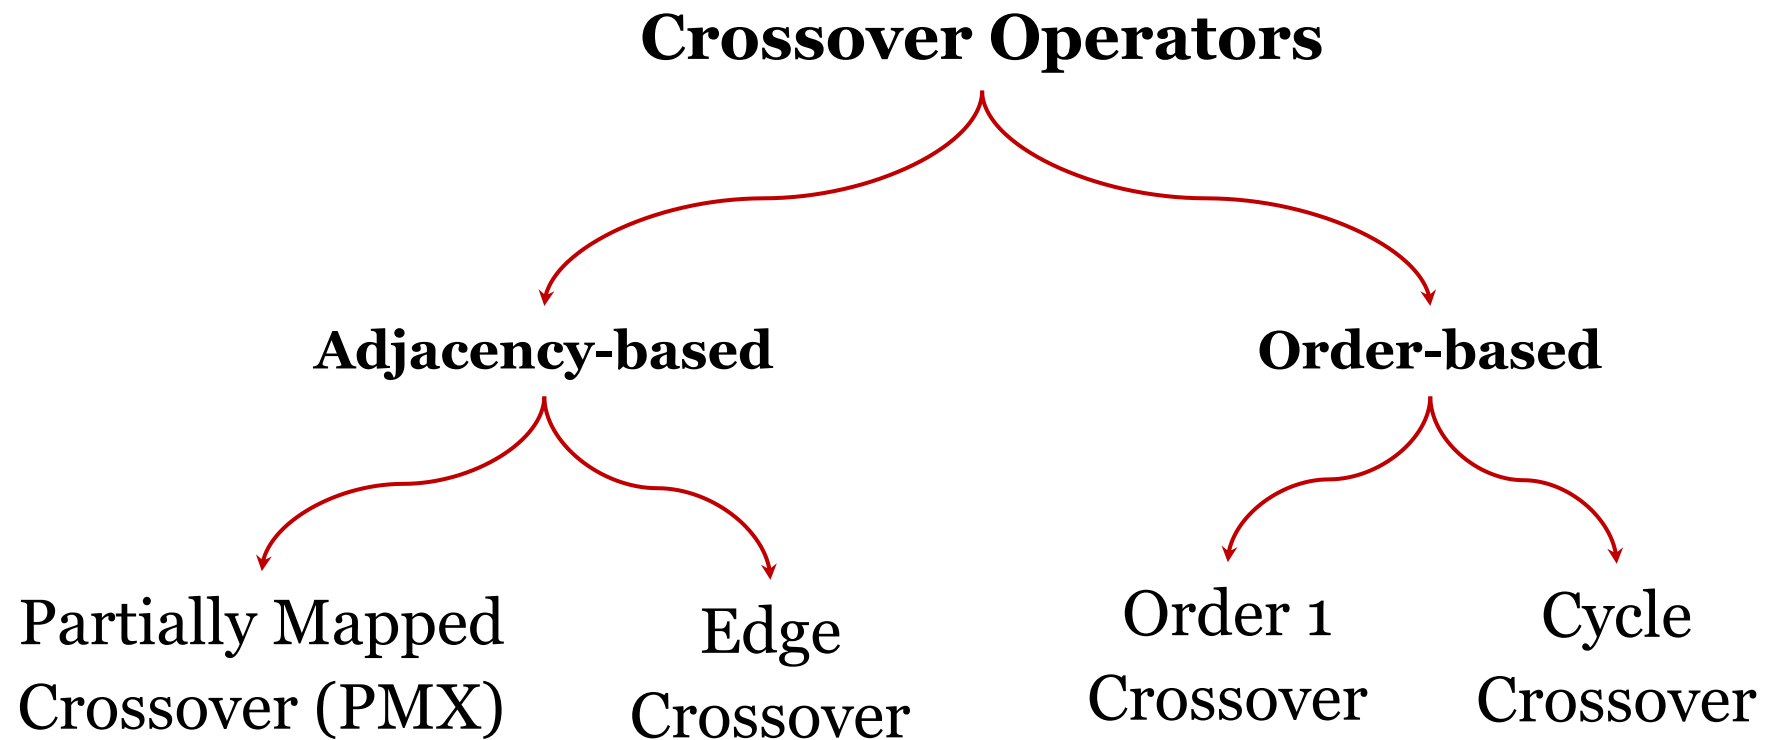 Crossover Operators
Adjacency-based
Order-based
Partially Mapped
Crossover (PMX)
Edge
Crossover
Order 1
Crossover
Cycle
Crossover